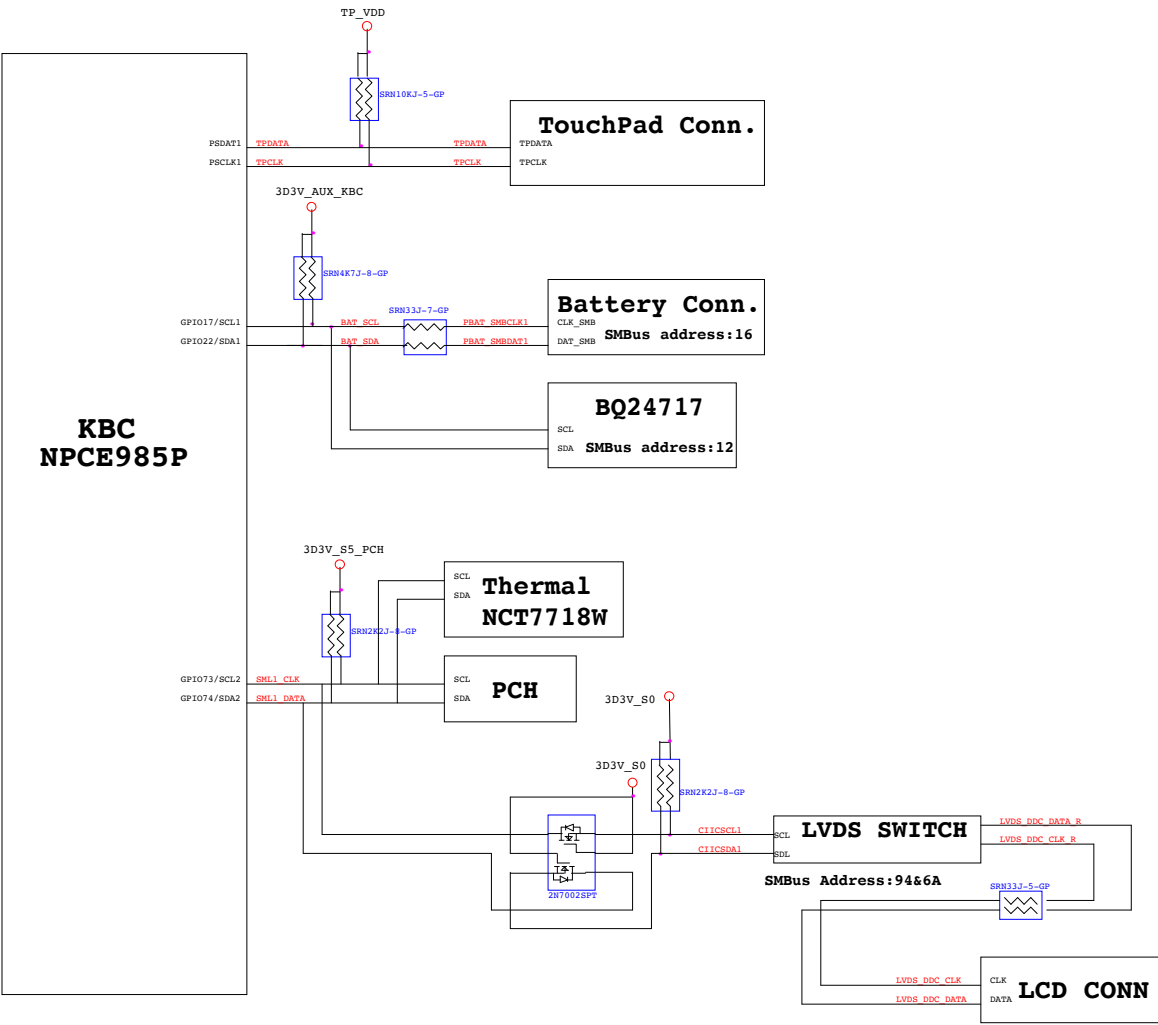 TP_VDD
SRN10KJ-5-GP
TouchPad Conn.
PSDAT1 TPDATA TPDATA TPDATA
PSCLK1 TPCLK TPCLK TPCLK
3D3V_AUX_KBC
SRN4K7J-8-GP
SRN33J-7-GP
Battery Conn.
GPIO17/SCL1 BAT_SCL PBAT_SMBCLK1 CLK_SMB
SMBus address:16
GPIO22/SDA1 BAT_SDA PBAT_SMBDAT1 DAT_SMB
BQ24717
SCL
SDA SMBus address:12
KBC
NPCE985P
3D3V_S5_PCH
SCL
Thermal
SDA
NCT7718W
SRN2K2J-8-GP
GPIO73/SCL2 SML1_CLK SCL
PCH
GPIO74/SDA2 SML1_DATA SDA
3D3V_S0
3D3V_S0
SRN2K2J-8-GP
CIICSCL1 SCL LVDS SWITCH LVDS_DDC_DATA_R
LVDS_DDC_CLK_R
CIICSDA1 SDL
SMBus Address:94&6A
2N7002SPT
SRN33J-5-GP
LVDS_DDC_CLK CLK
LCD CONN
LVDS_DDC_DATA DATA